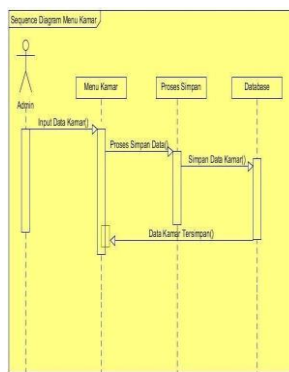 Sequence Diagram Menu Kamar
Admin
Menu Kamar
Proses Simpan
Database
Input Data Kamar()
Proses Simpan Data()
Simpan Data Kamar()
Data Kamar Tersimpan()